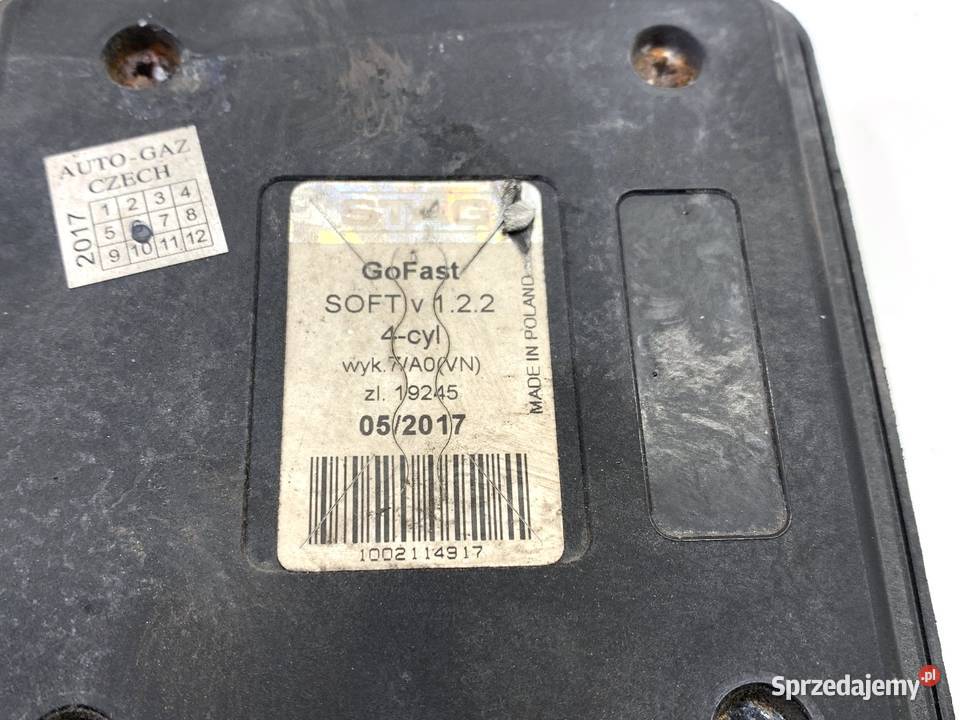 AUTO-GAZ
CZECH
2017
1 2 3 4
5 7 8
9 10 11 12
STAG
GoFast
SOFT v 1.2.2
4-cyl
wyk.7/A0(VN)
zl. 19245
05/2017
MADE IN POLAND
1002114917
Sprzedajemy.pl